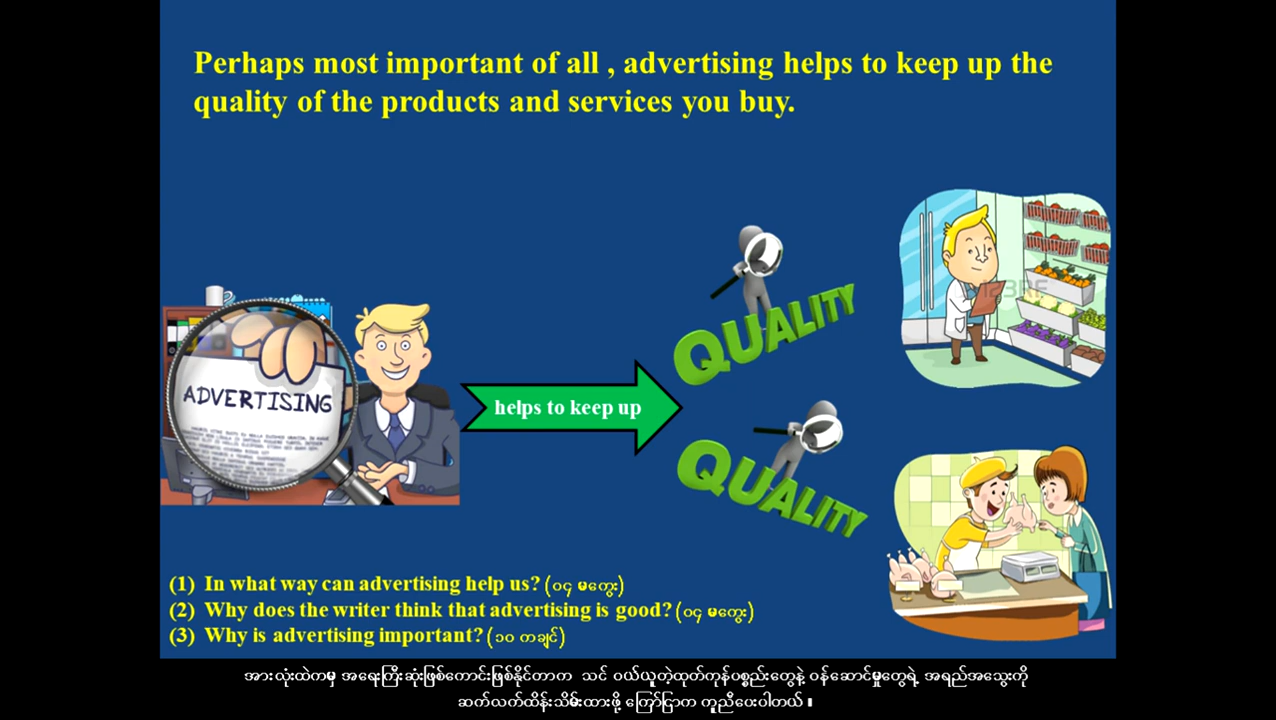 Perhaps most important of all , advertising helps to keep up the
quality of the products and services you buy.
QUALITY
ADVERTISING
helps to keep up
QUALITY
(1) In what way can advertising help us? (၀၄ မကွေး)
(2) Why does the writer think that advertising is good? (၀၄ မကွေး)
(3) Why is advertising important? (၁၀ ကချင်)
အားလုံးထဲကမှ အရေးကြီးဆုံးဖြစ်ကောင်းဖြစ်နိုင်တာက သင် ဝယ်ယူတဲ့ထုတ်ကုန်ပစ္စည်းတွေနဲ့ ဝန်ဆောင်မှုတွေရဲ့ အရည်အသွေးကို
ဆက်လက်ထိန်းသိမ်းထားဖို့ ကြော်ငြာက ကူညီပေးပါတယ် ။